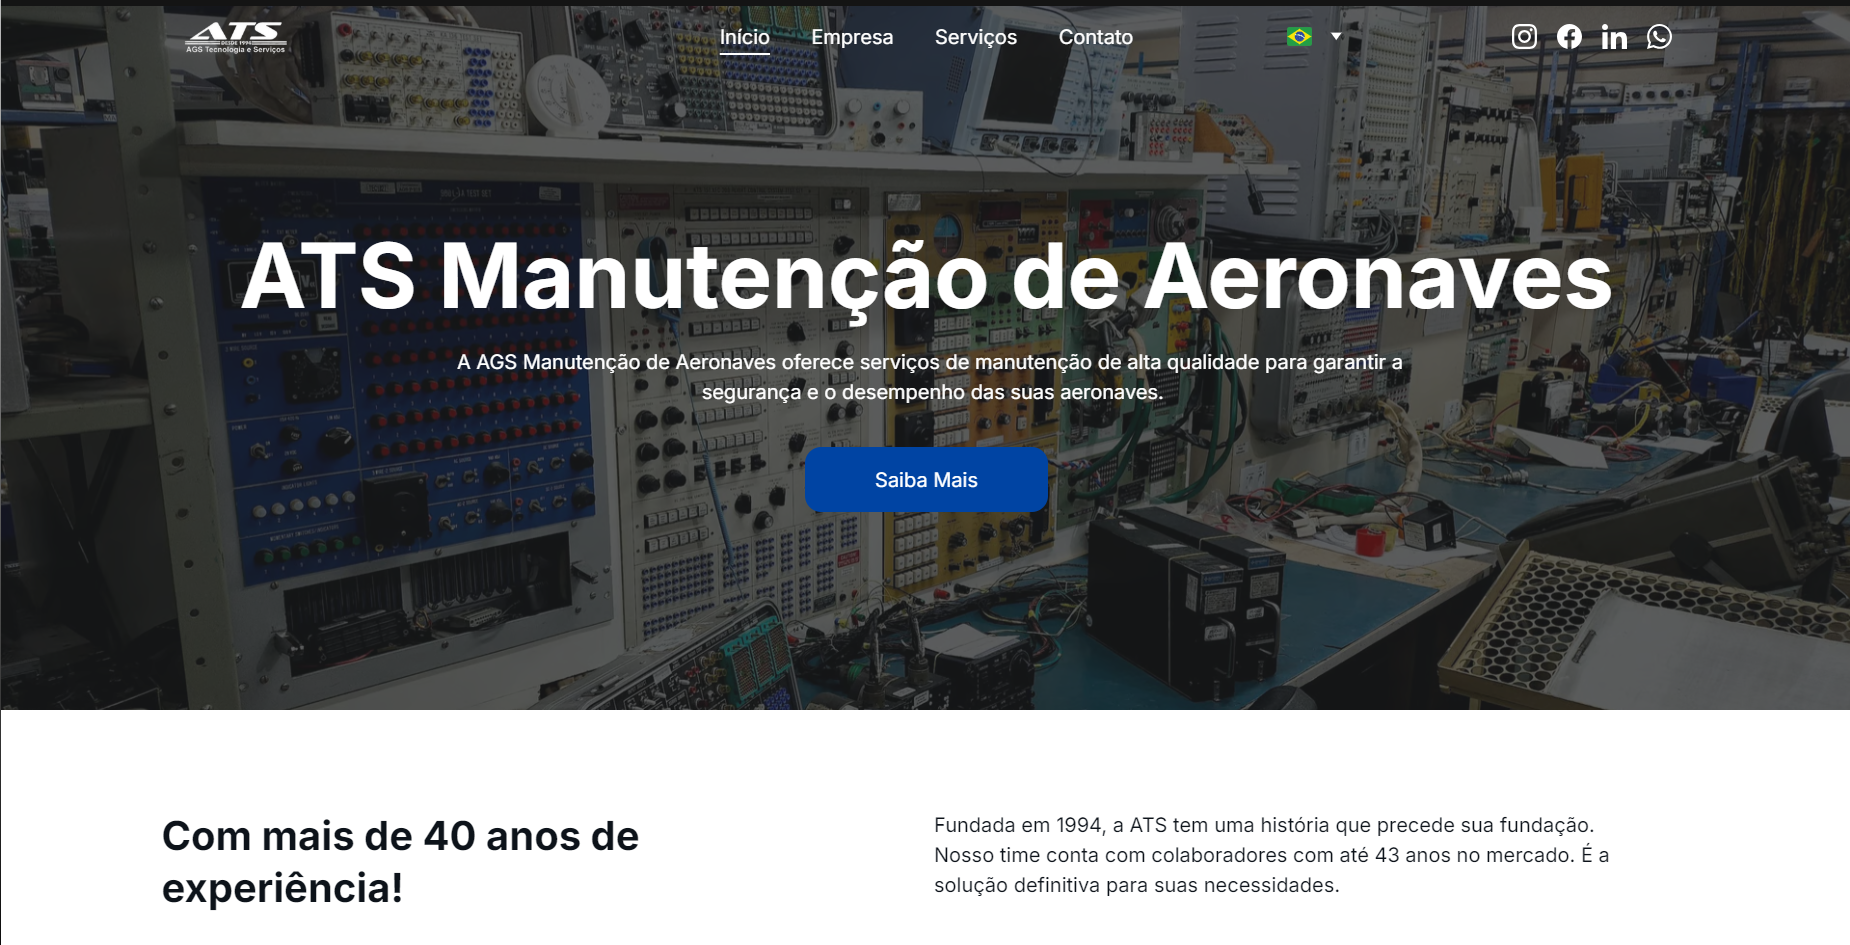 ATS
DESDE 1994
AGS Tecnologia e Serviços
Início
Empresa
Serviços
Contato
ATS Manutenção de Aeronaves
A AGS Manutenção de Aeronaves oferece serviços de manutenção de alta qualidade para garantir a
segurança e o desempenho das suas aeronaves.
Saiba Mais
Com mais de 40 anos de
experiência!
Fundada em 1994, a ATS tem uma história que precede sua fundação.
Nosso time conta com colaboradores com até 43 anos no mercado. É a
solução definitiva para suas necessidades.